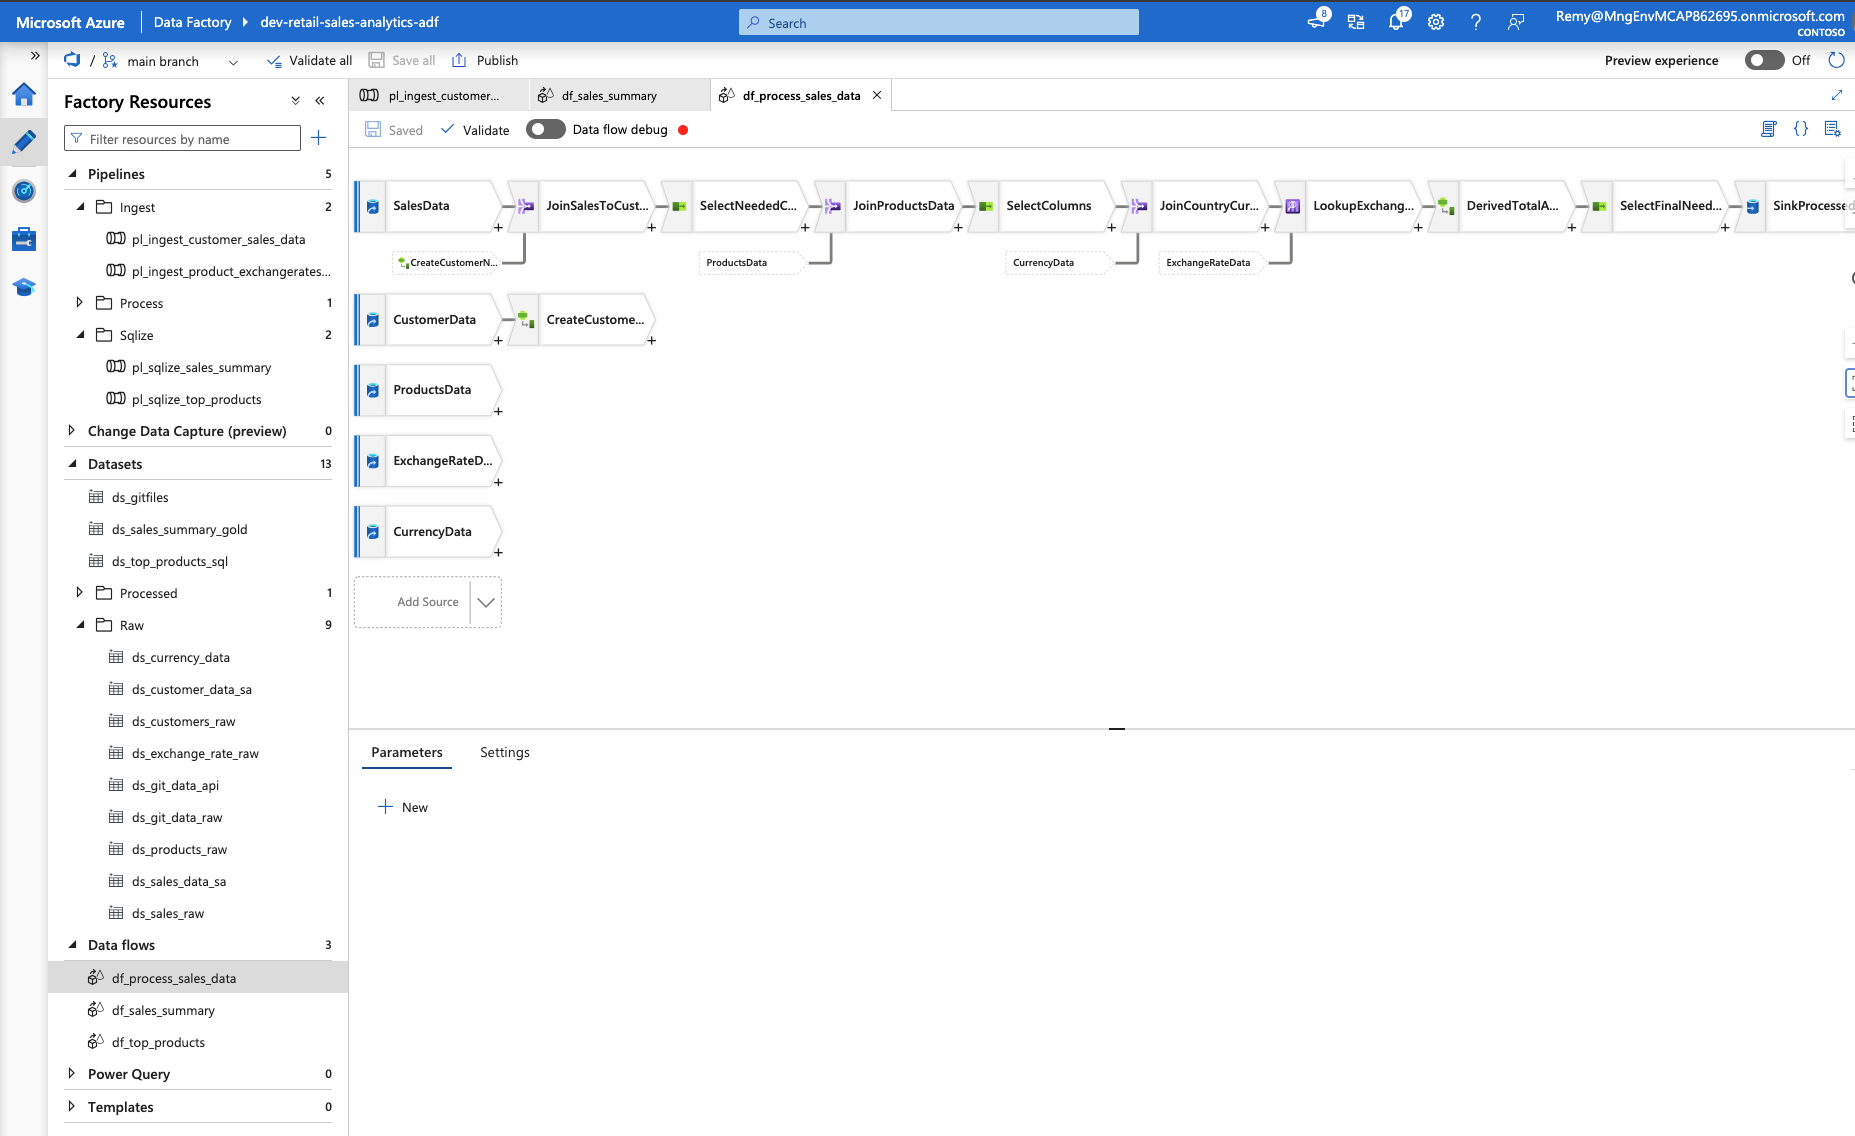 Microsoft Azure
Data Factory
dev-retail-sales-analytics-adf
Search
8
17
Remy@MngEnvMCAP862695.onmicrosoft.com
CONTOSO
/
main branch
Validate all
Save all
Publish
Preview experience
Off
Factory Resources
Filter resources by name
Pipelines 5
Ingest 2
pl_ingest_customer_sales_data
pl_ingest_product_exchangerates...
Process 1
Sqlize 2
pl_sqlize_sales_summary
pl_sqlize_top_products
Change Data Capture (preview) 0
Datasets 13
ds_gitfiles
ds_sales_summary_gold
ds_top_products_sql
Processed 1
Raw 9
ds_currency_data
ds_customer_data_sa
ds_customers_raw
ds_exchange_rate_raw
ds_git_data_api
ds_git_data_raw
ds_products_raw
ds_sales_data_sa
ds_sales_raw
Data flows 3
df_process_sales_data
df_sales_summary
df_top_products
Power Query 0
Templates 0
pl_ingest_customer...
df_sales_summary
df_process_sales_data
Saved
Validate
Data flow debug
SalesData
JoinSalesToCust...
SelectNeededC...
JoinProductsData
SelectColumns
JoinCountryCur...
LookupExchang...
DerivedTotalA...
SelectFinalNeed...
SinkProcessed
CreateCustomerN...
ProductsData
CurrencyData
ExchangeRateData
CustomerData
CreateCustome...
ProductsData
ExchangeRateD...
CurrencyData
Add Source
Parameters
Settings
New